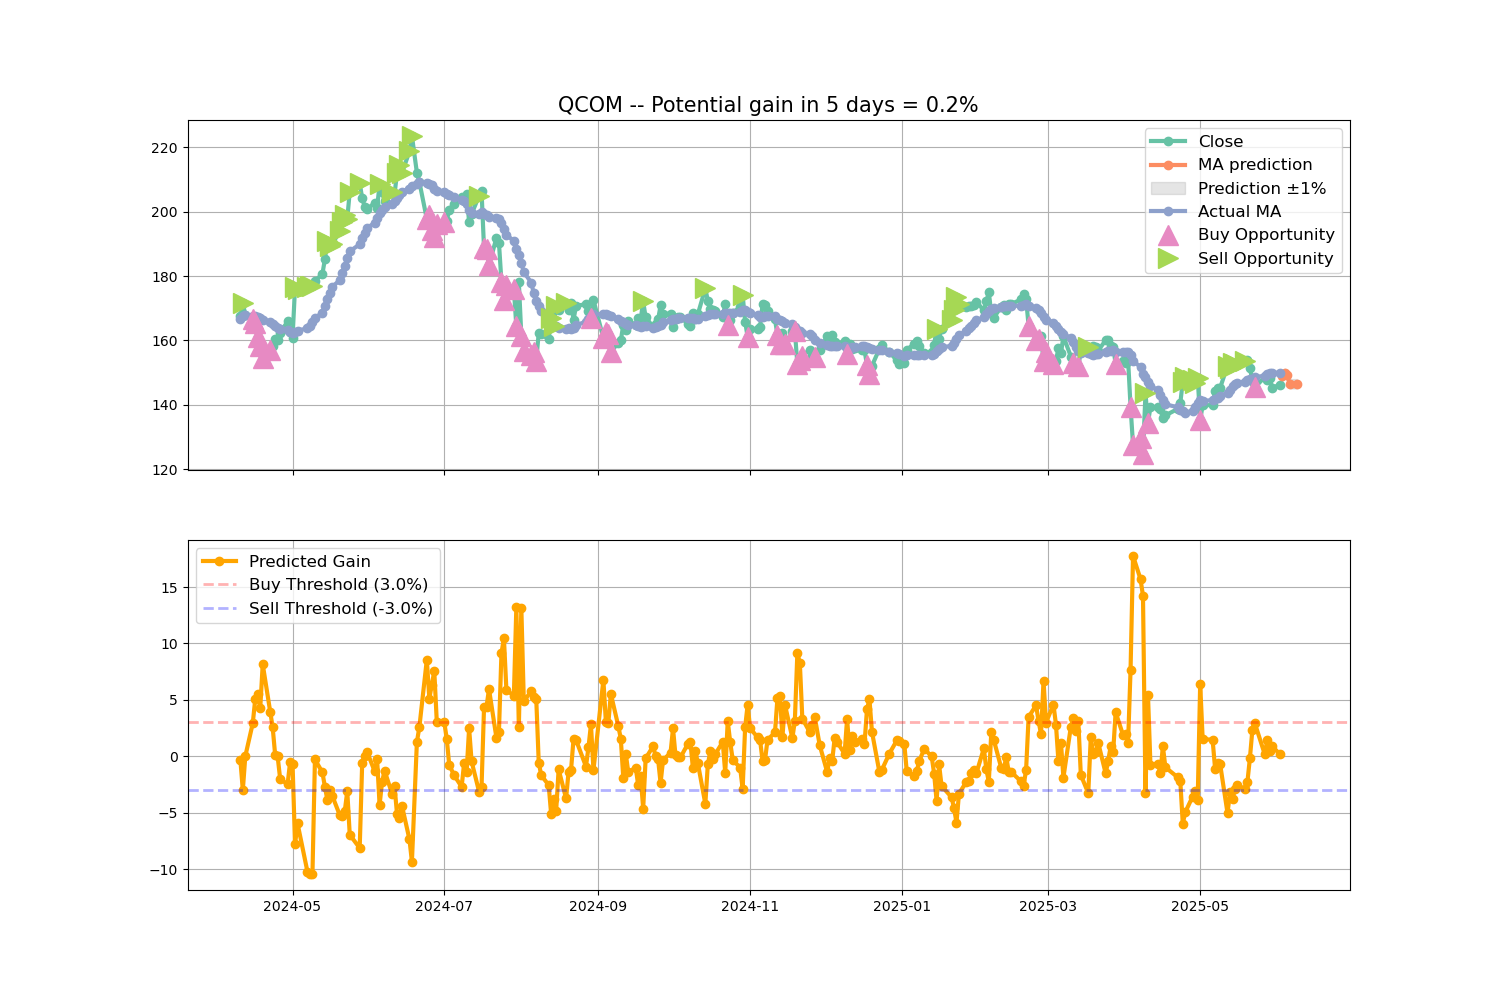 QCOM -- Potential gain in 5 days = 0.2%
220
200
180
160
140
120
Close
MA prediction
Prediction ±1%
Actual MA
Buy Opportunity
Sell Opportunity
15
10
5
0
−5
−10
Predicted Gain
Buy Threshold (3.0%)
Sell Threshold (-3.0%)
2024-05
2024-07
2024-09
2024-11
2025-01
2025-03
2025-05